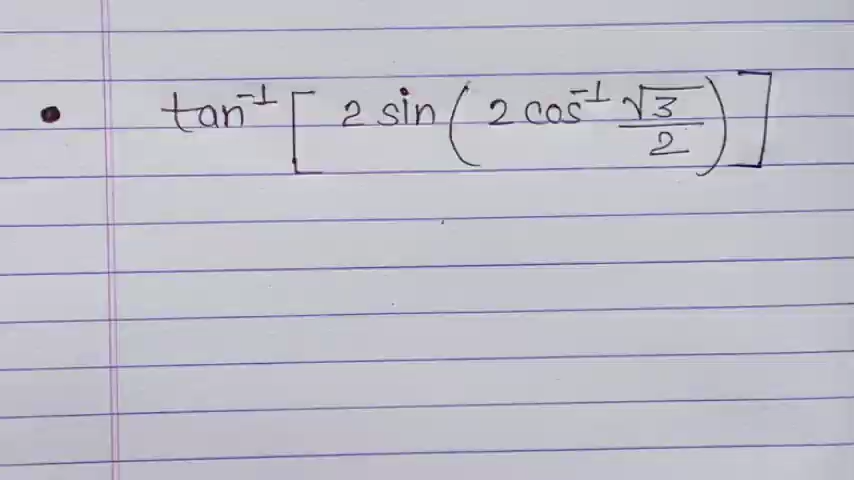 • tan⁻¹ [ 2 sin ( 2 cos⁻¹ √3/2 ) ]